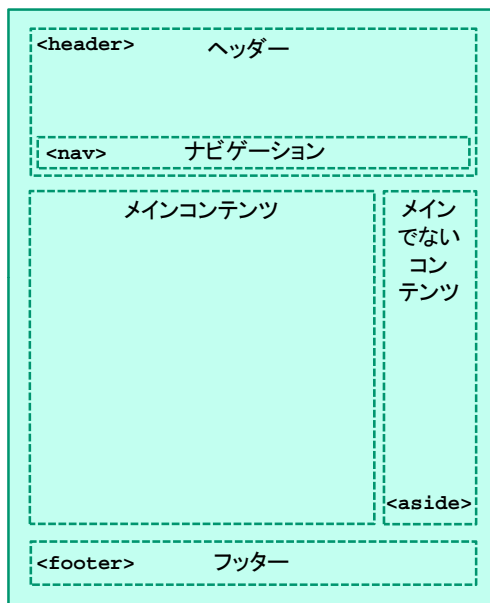 <header> ヘッダー
<nav> ナビゲーション
メインコンテンツ
メイン
でない
コン
テンツ
<aside>
<footer> フッター